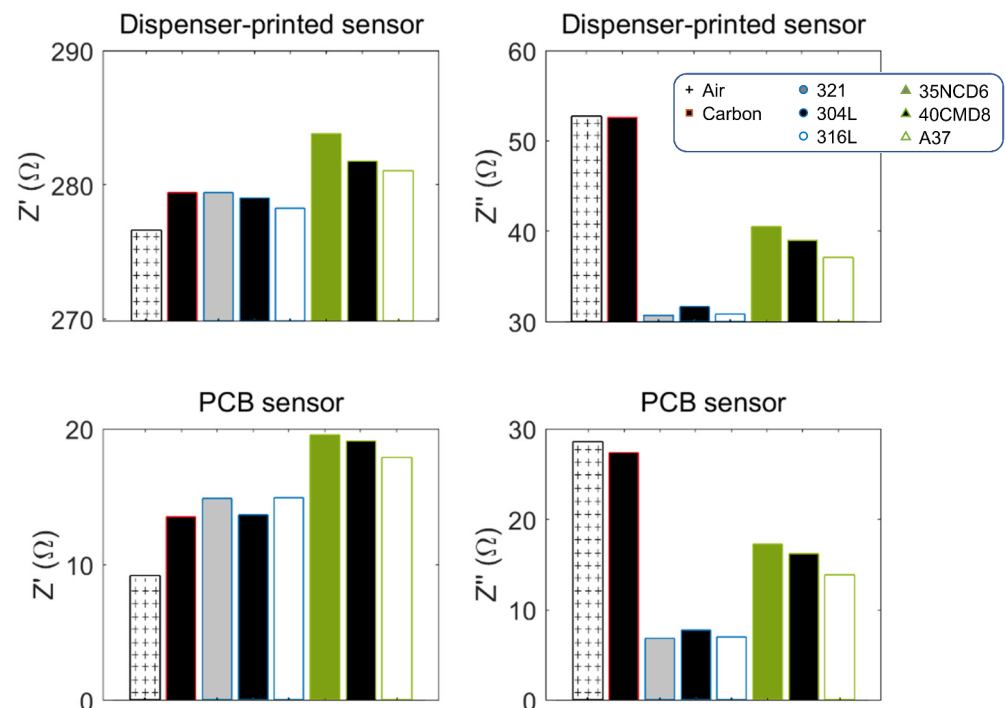 Dispenser-printed sensor
290
280
270
Z' (Ω)
Dispenser-printed sensor
60
50
40
30
Z" (Ω)
Air
Carbon
321
304L
316L
35NCD6
40CMD8
A37
PCB sensor
20
10
0
Z' (Ω)
PCB sensor
30
20
10
0
Z" (Ω)